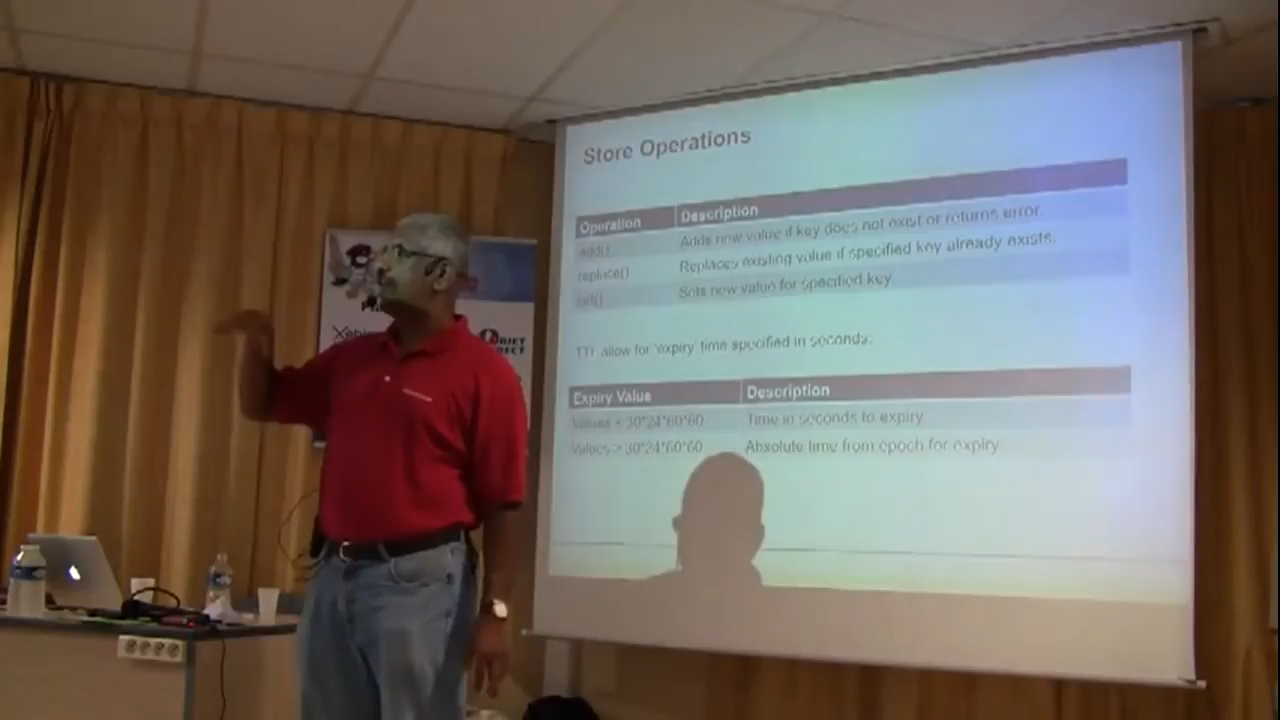 Store Operations
Operation Description
add() Adds new value if key does not exist or returns error.
replace() Replaces existing value if specified key already exists.
set() Sets new value for specified key
TTL allow for 'expiry' time specified in seconds.
Expiry Value Description
Values < 30*24*60*60 Time in seconds to expiry
Values > 30*24*60*60 Absolute time from epoch for expiry